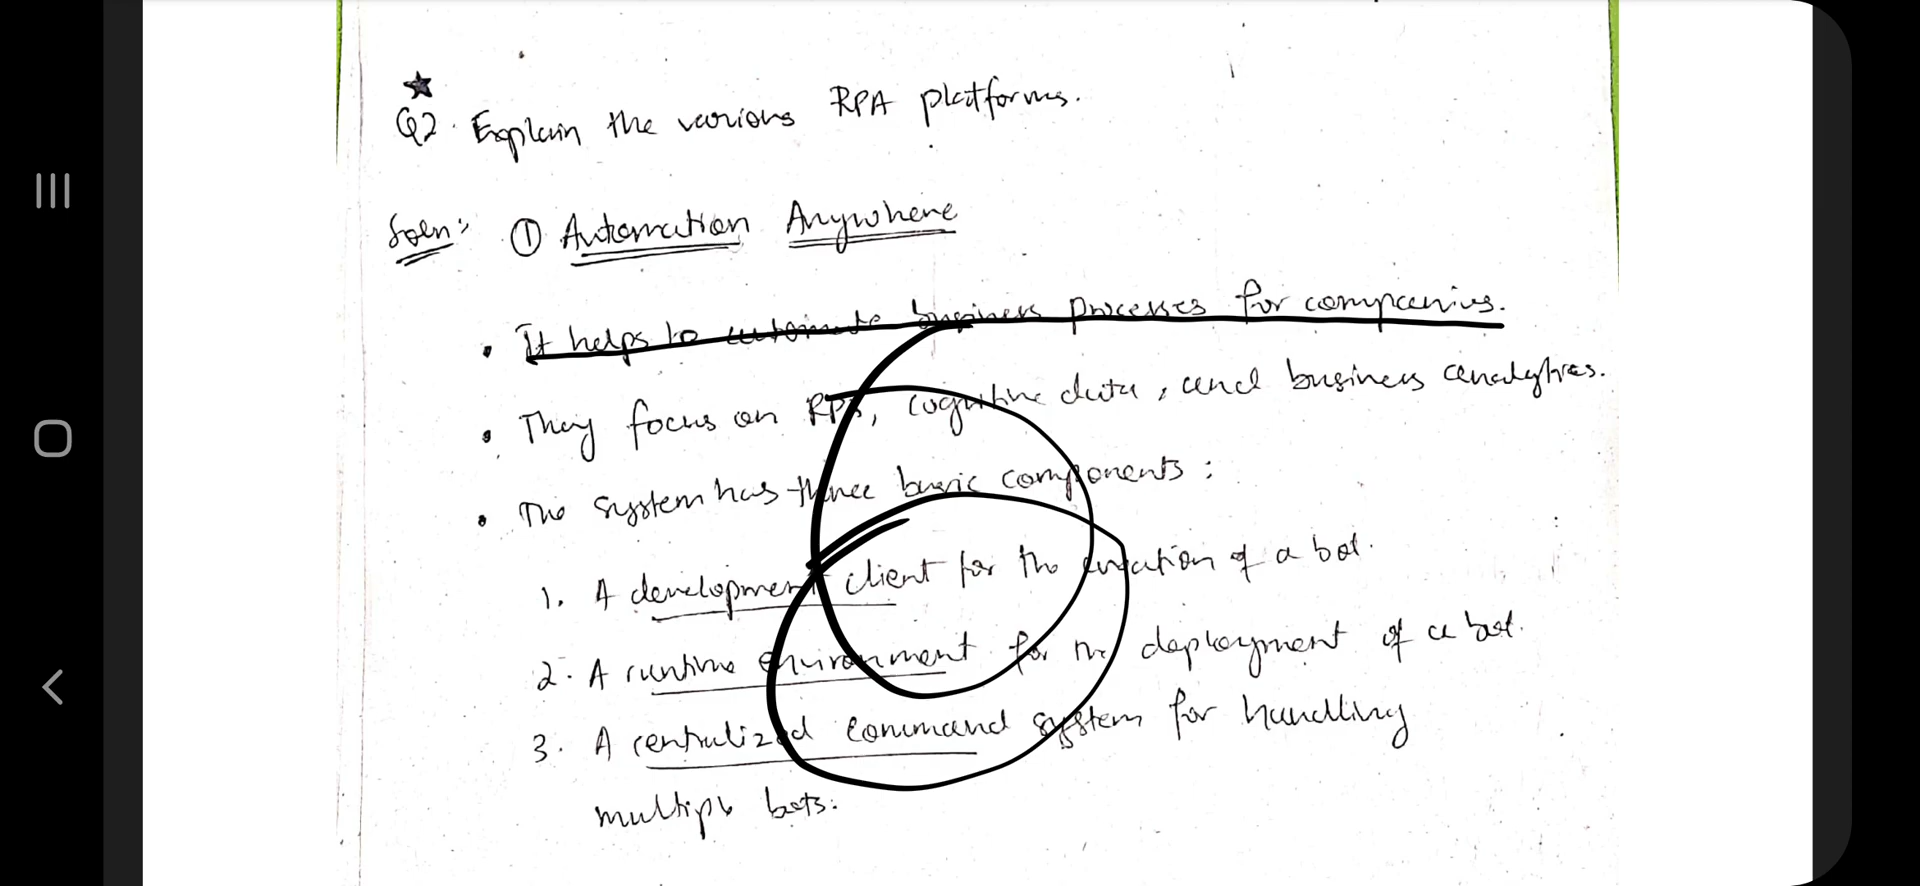 Q2. Explain the various RPA platforms.
Soln: ① Automation Anywhere
• It helps to automate business processes for companies.
• They focus on RPA, cognitive data, and business analytics.
• The system has three basic components:
1. A development client for the creation of a bot.
2. A runtime environment for the deployment of a bot.
3. A centralized command system for handling
multiple bots.